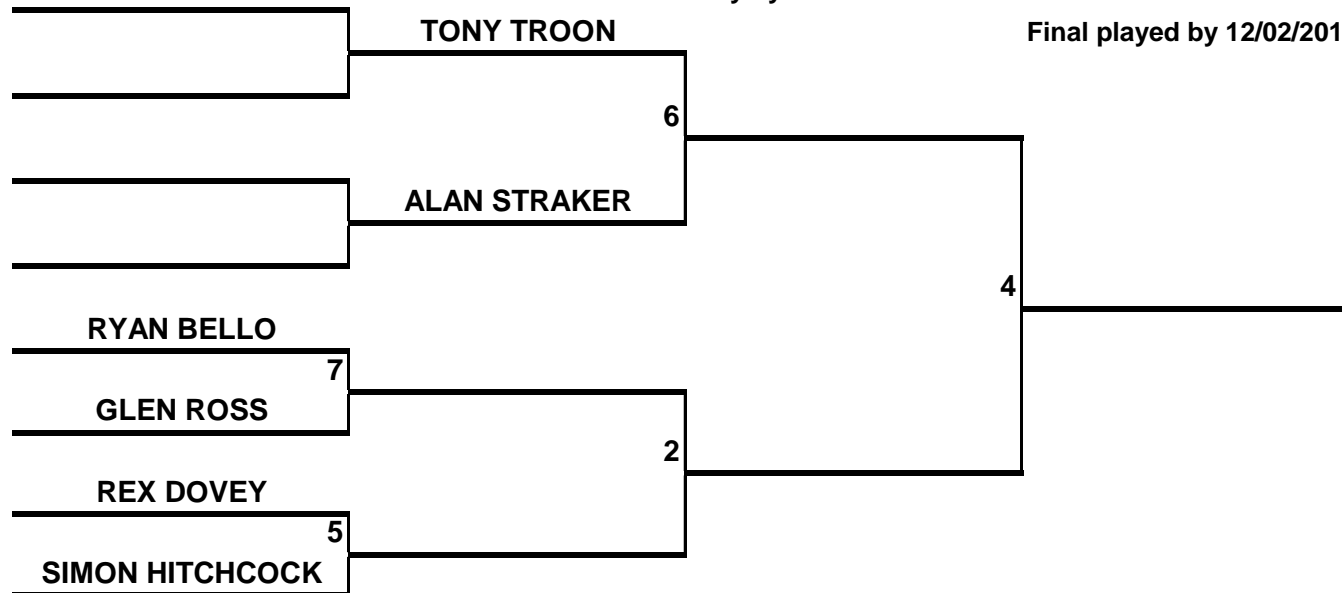 TONY TROON
Final played by 12/02/201
6
ALAN STRAKER
4
RYAN BELLO
7
GLEN ROSS
2
REX DOVEY
5
SIMON HITCHCOCK